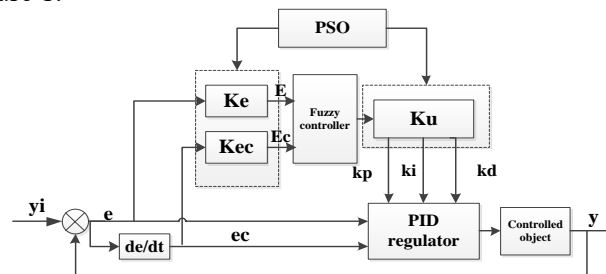 PSO
Ke
E
Fuzzy
controller
Ku
Kec
Ec
kp
ki
kd
yi
e
PID
regulator
Controlled
object
y
de/dt
ec